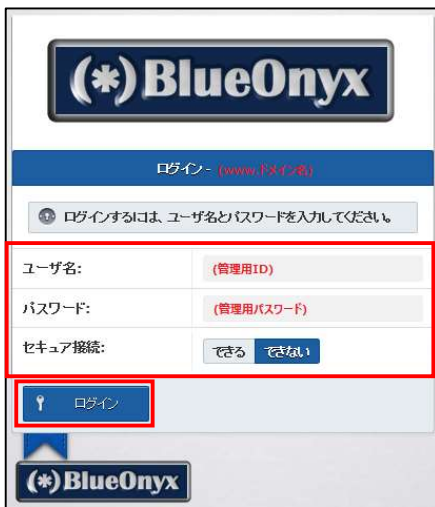 (*)BlueOnyx
ログイン - (www.ドメイン名)
ログインするには、ユーザ名とパスワードを入力してください。
ユーザ名: (管理用ID)
パスワード: (管理用パスワード)
セキュア接続: できる できない
ログイン
(*)BlueOnyx